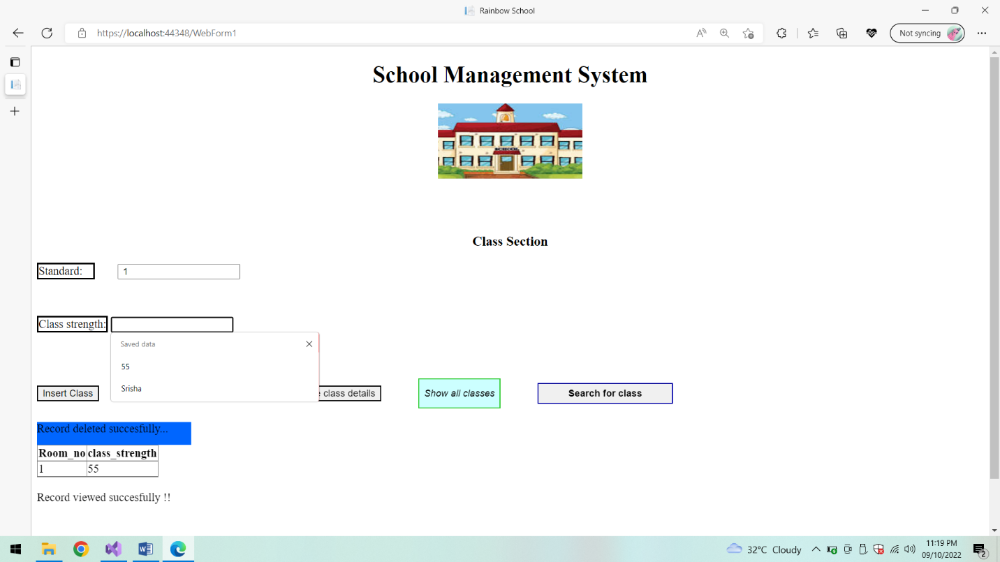 Rainbow School
https://localhost:44348/WebForm1
Not syncing
School Management System
SCHOOL
Class Section
Standard: 1
Class strength:
Saved data
55
Srisha
Insert Class
class details
Show all classes
Search for class
Record deleted succesfully...
Room_no class_strength
1 55
Record viewed succesfully !!
32°C Cloudy
11:19 PM
09/10/2022
2